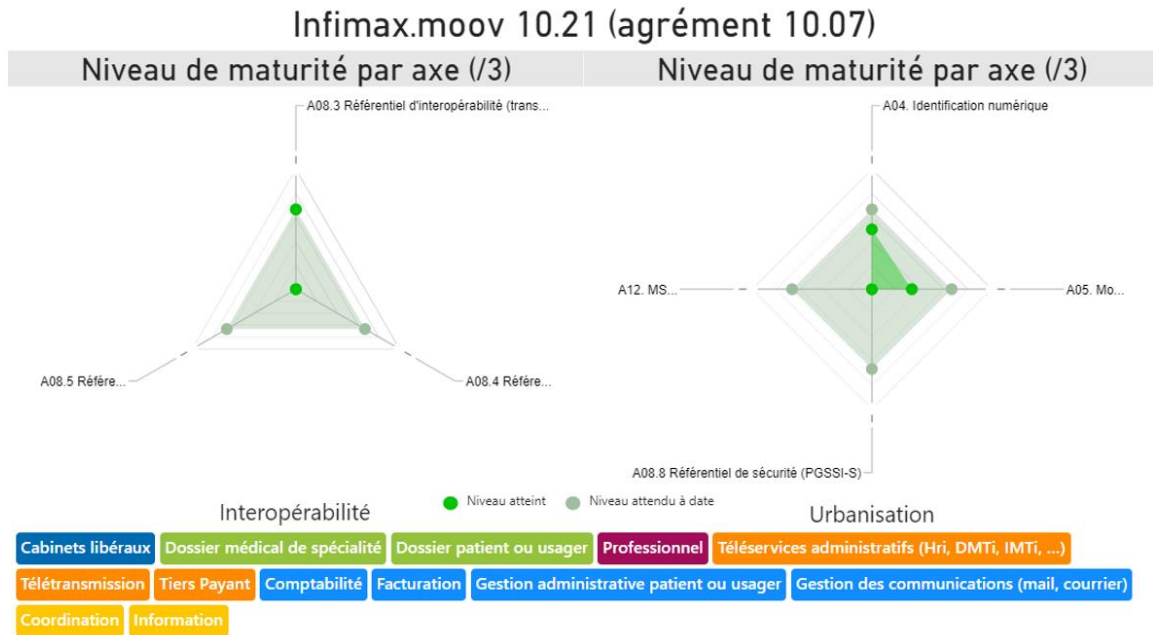 Infimax.moov 10.21 (agrément 10.07)
Niveau de maturité par axe (/3)
Niveau de maturité par axe (/3)
A08.3 Référentiel d'interopérabilité (trans...
A04. Identification numérique
A12. MS...
A05. Mo...
A08.5 Référe...
A08.4 Référe...
A08.8 Référentiel de sécurité (PGSSI-S)
Niveau atteint
Niveau attendu à date
Interopérabilité
Urbanisation
Cabinets libéraux Dossier médical de spécialité Dossier patient ou usager Professionnel Téléservices administratifs (Hri, DMTi, IMTi, ...)
Télétransmission Tiers Payant Comptabilité Facturation Gestion administrative patient ou usager Gestion des communications (mail, courrier)
Coordination Information